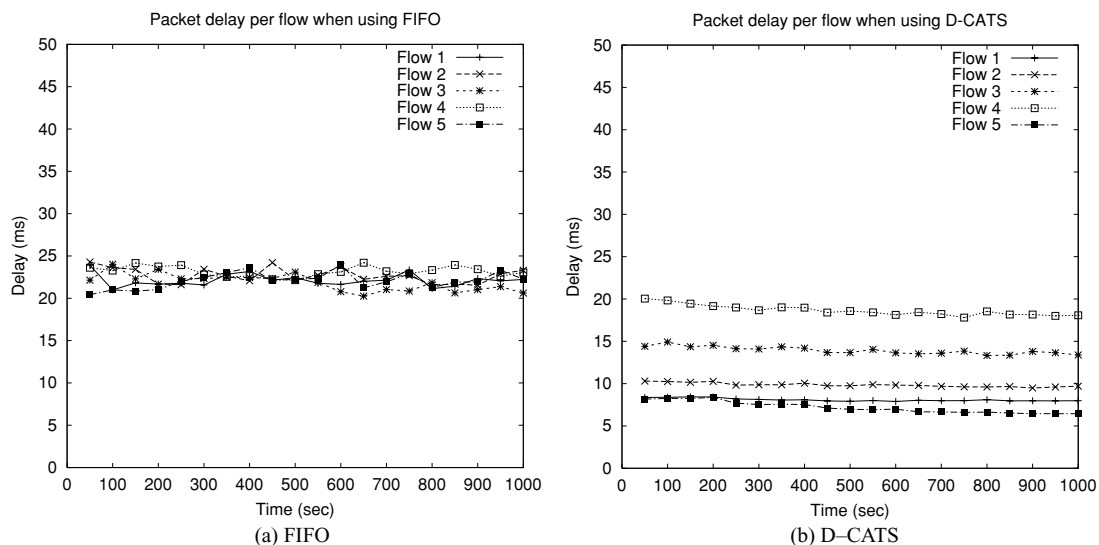 Packet delay per flow when using FIFO
50
45
40
35
30
25
20
15
10
5
0
Delay (ms)
Flow 1
Flow 2
Flow 3
Flow 4
Flow 5
0 100 200 300 400 500 600 700 800 900 1000
Time (sec)
(a) FIFO
Packet delay per flow when using D-CATS
50
45
40
35
30
25
20
15
10
5
0
Delay (ms)
Flow 1
Flow 2
Flow 3
Flow 4
Flow 5
0 100 200 300 400 500 600 700 800 900 1000
Time (sec)
(b) D–CATS